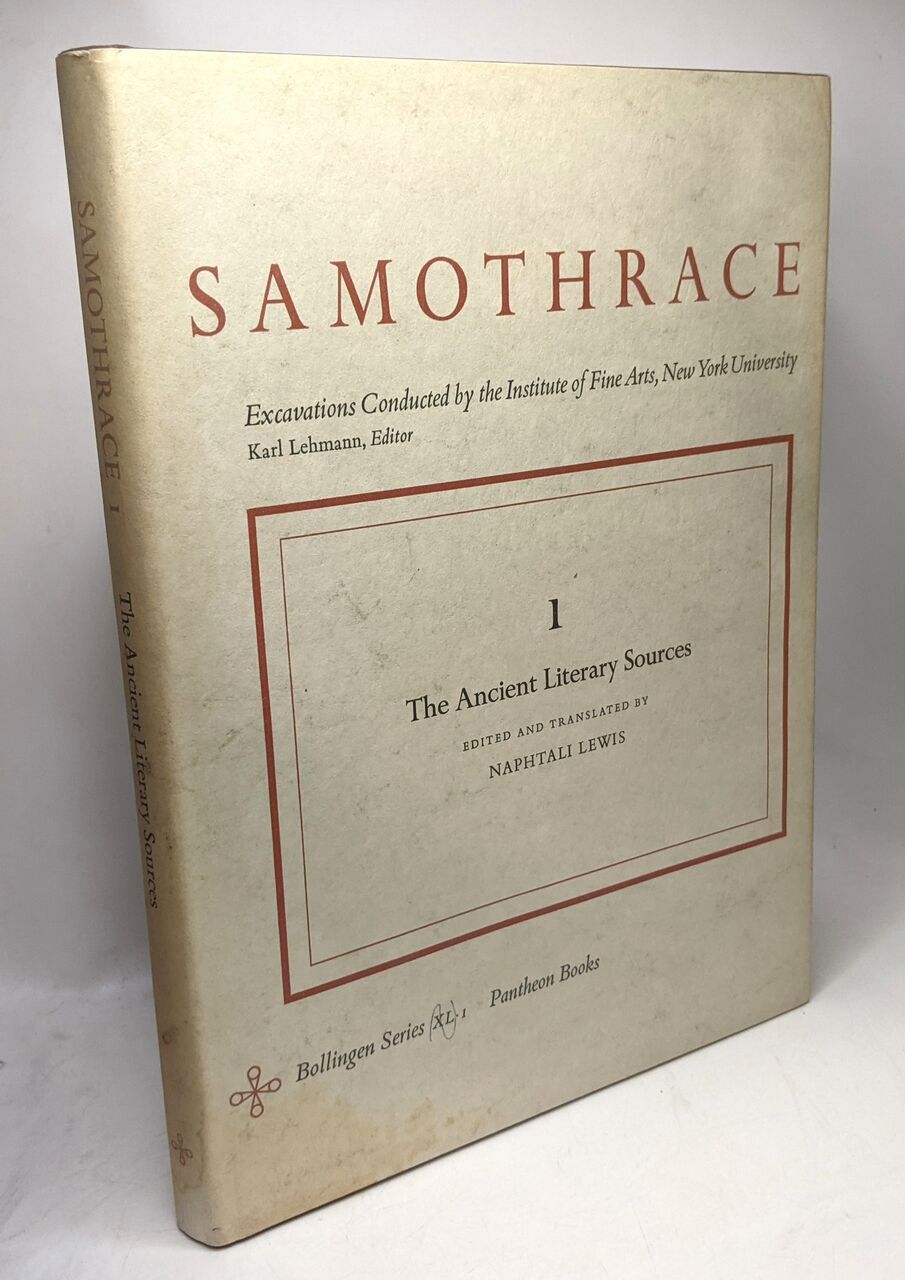 SAMOTHRACE 1 The Ancient Literary Sources
SAMOTHRACE
Excavations Conducted by the Institute of Fine Arts, New York University
Karl Lehmann, Editor
1
The Ancient Literary Sources
EDITED AND TRANSLATED BY
NAPHTALI LEWIS
Bollingen Series XL·1 Pantheon Books